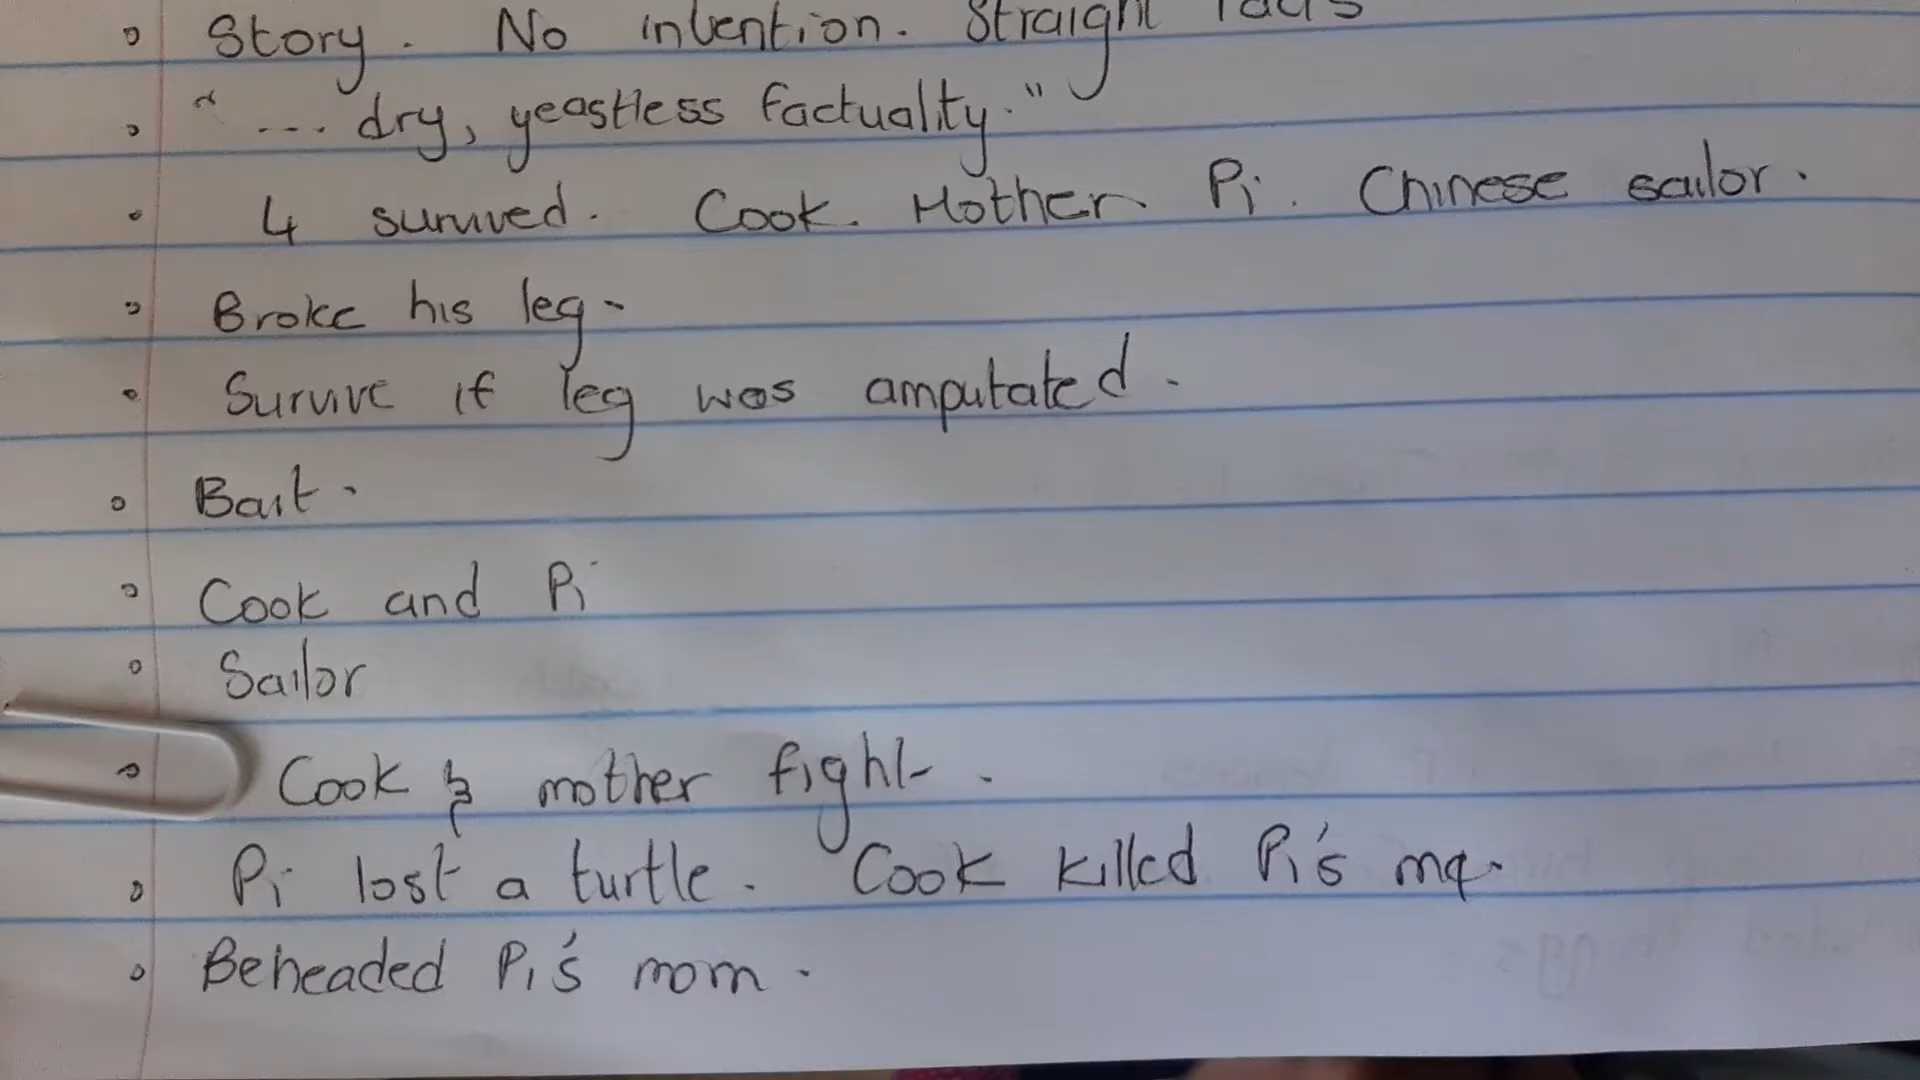 Story. No invention. Straight facts
"... dry, yeastless factuality."
4 survived. Cook. Mother. Pi. Chinese sailor.
Broke his leg.
Survive if leg was amputated.
Bait.
Cook and Pi
Sailor
Cook & mother fight.
Pi lost a turtle. Cook killed Pi's ma.
Beheaded Pi's mom.